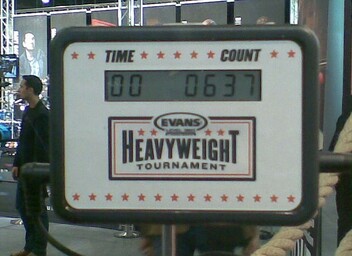 TIME COUNT
00 0637
EVANS
HEAVYWEIGHT
TOURNAMENT